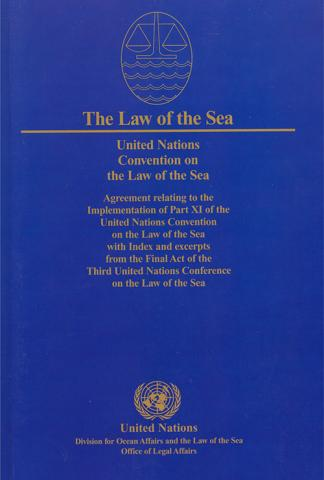 The Law of the Sea
United Nations
Convention on
the Law of the Sea
Agreement relating to the
Implementation of Part XI of the
United Nations Convention
on the Law of the Sea
with Index and excerpts
from the Final Act of the
Third United Nations Conference
on the Law of the Sea
United Nations
Division for Ocean Affairs and the Law of the Sea
Office of Legal Affairs